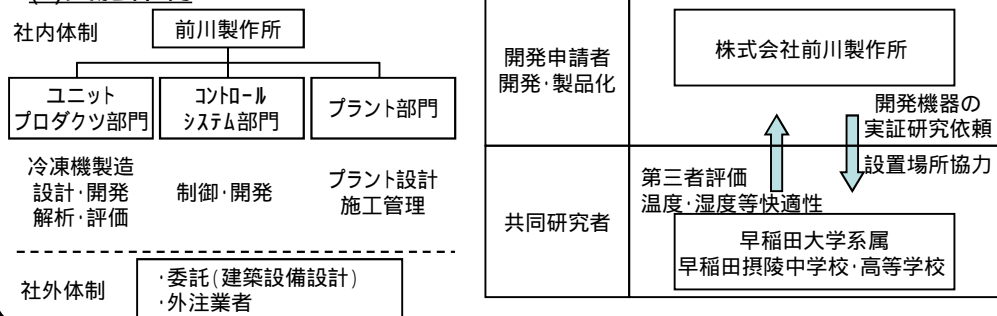 社内体制
前川製作所
ユニット
プロダクツ部門
コントロール
システム部門
プラント部門
冷凍機製造
設計・開発
解析・評価
制御・開発
プラント設計
施工管理
社外体制
・委託(建築設備設計)
・外注業者
開発申請者
開発・製品化
株式会社前川製作所
開発機器の
実証研究依頼
設置場所協力
第三者評価
温度・湿度等快適性
共同研究者
早稲田大学系属
早稲田摂陵中学校・高等学校